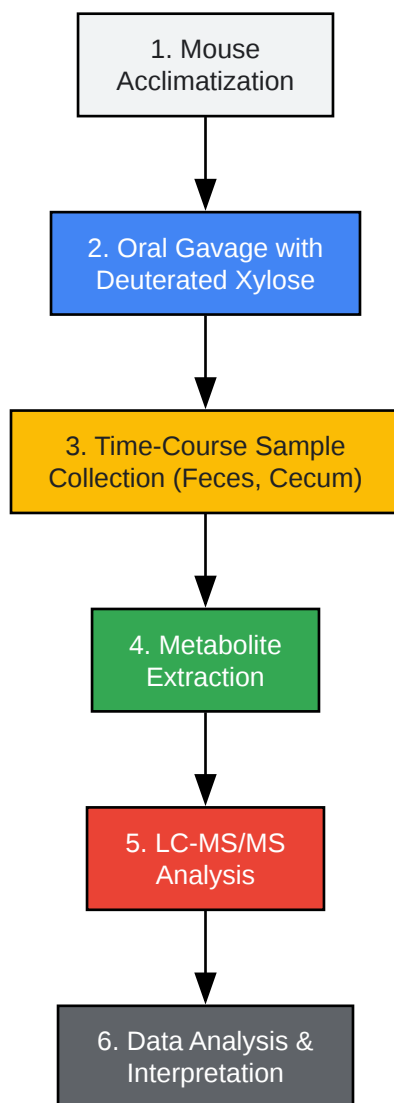 1. Mouse
Acclimatization
2. Oral Gavage with
Deuterated Xylose
3. Time-Course Sample
Collection (Feces, Cecum)
4. Metabolite
Extraction
5. LC-MS/MS
Analysis
6. Data Analysis &
Interpretation